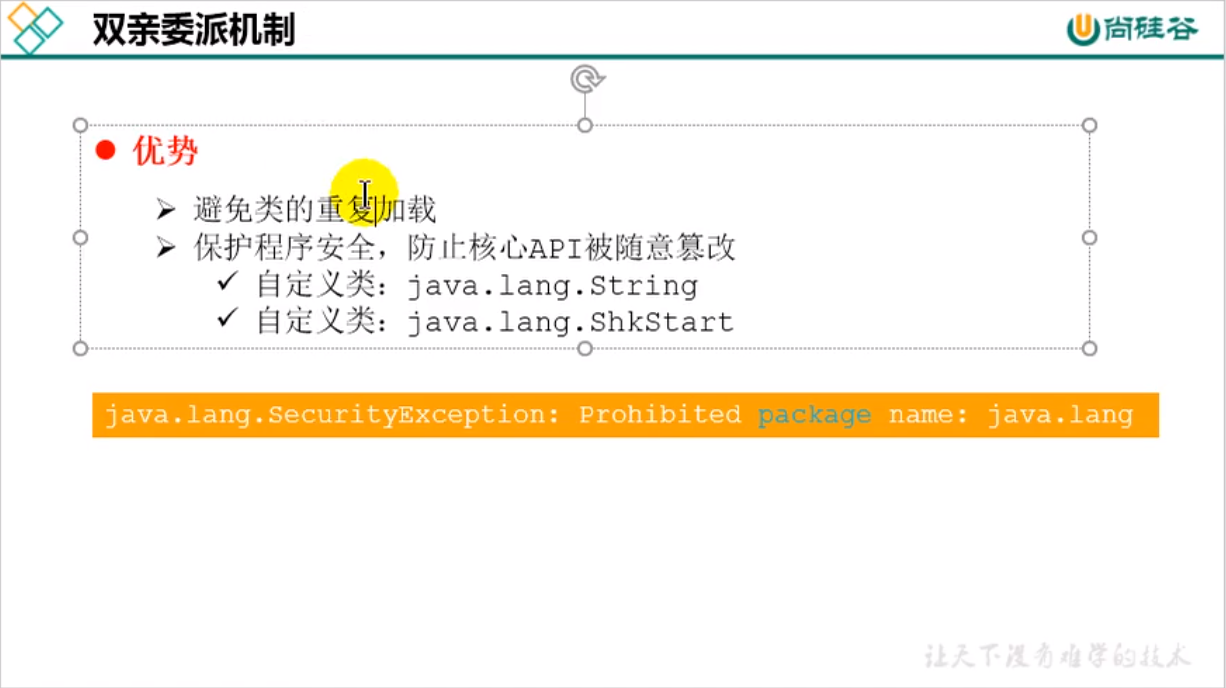 双亲委派机制
尚硅谷
优势
避免类的重复加载
保护程序安全，防止核心API被随意篡改
自定义类：java.lang.String
自定义类：java.lang.ShkStart
java.lang.SecurityException: Prohibited package name: java.lang
让天下没有难学的技术